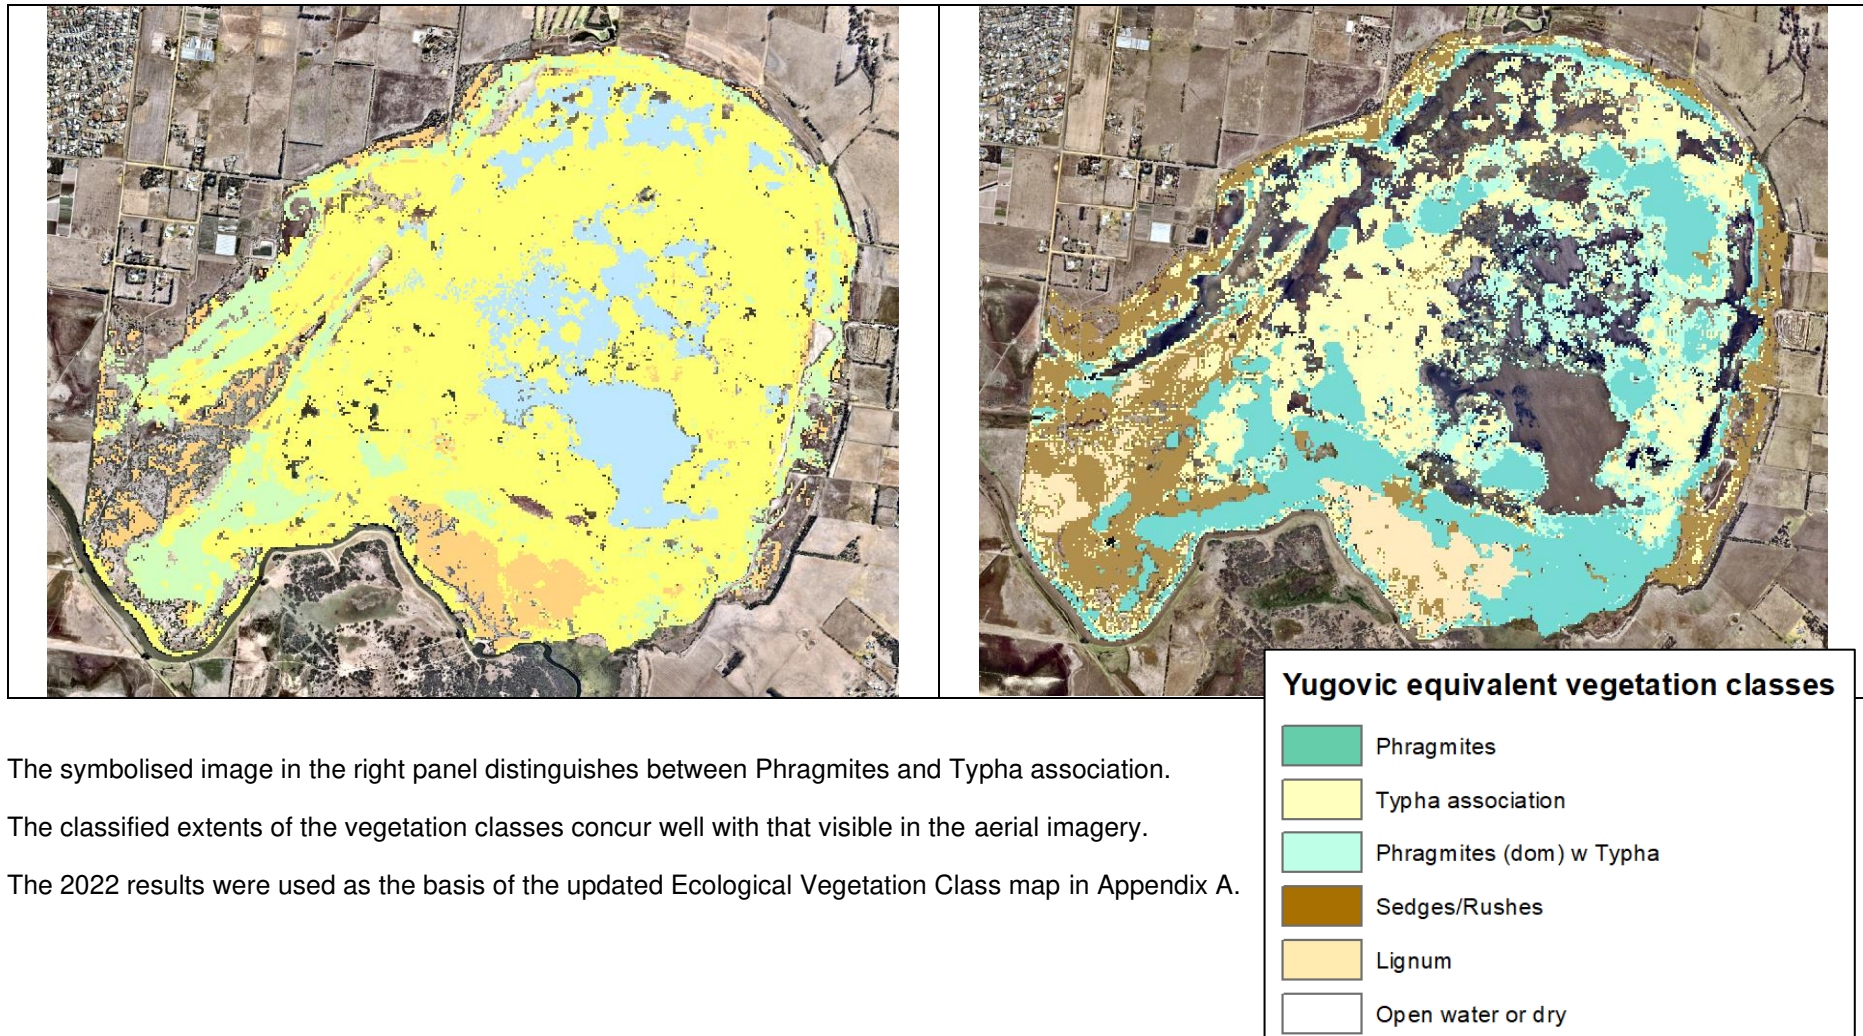 The symbolised image in the right panel distinguishes between Phragmites and Typha association.
The classified extents of the vegetation classes concur well with that visible in the aerial imagery.
The 2022 results were used as the basis of the updated Ecological Vegetation Class map in Appendix A.
Yugovic equivalent vegetation classes
Phragmites
Typha association
Phragmites (dom) w Typha
Sedges/Rushes
Lignum
Open water or dry